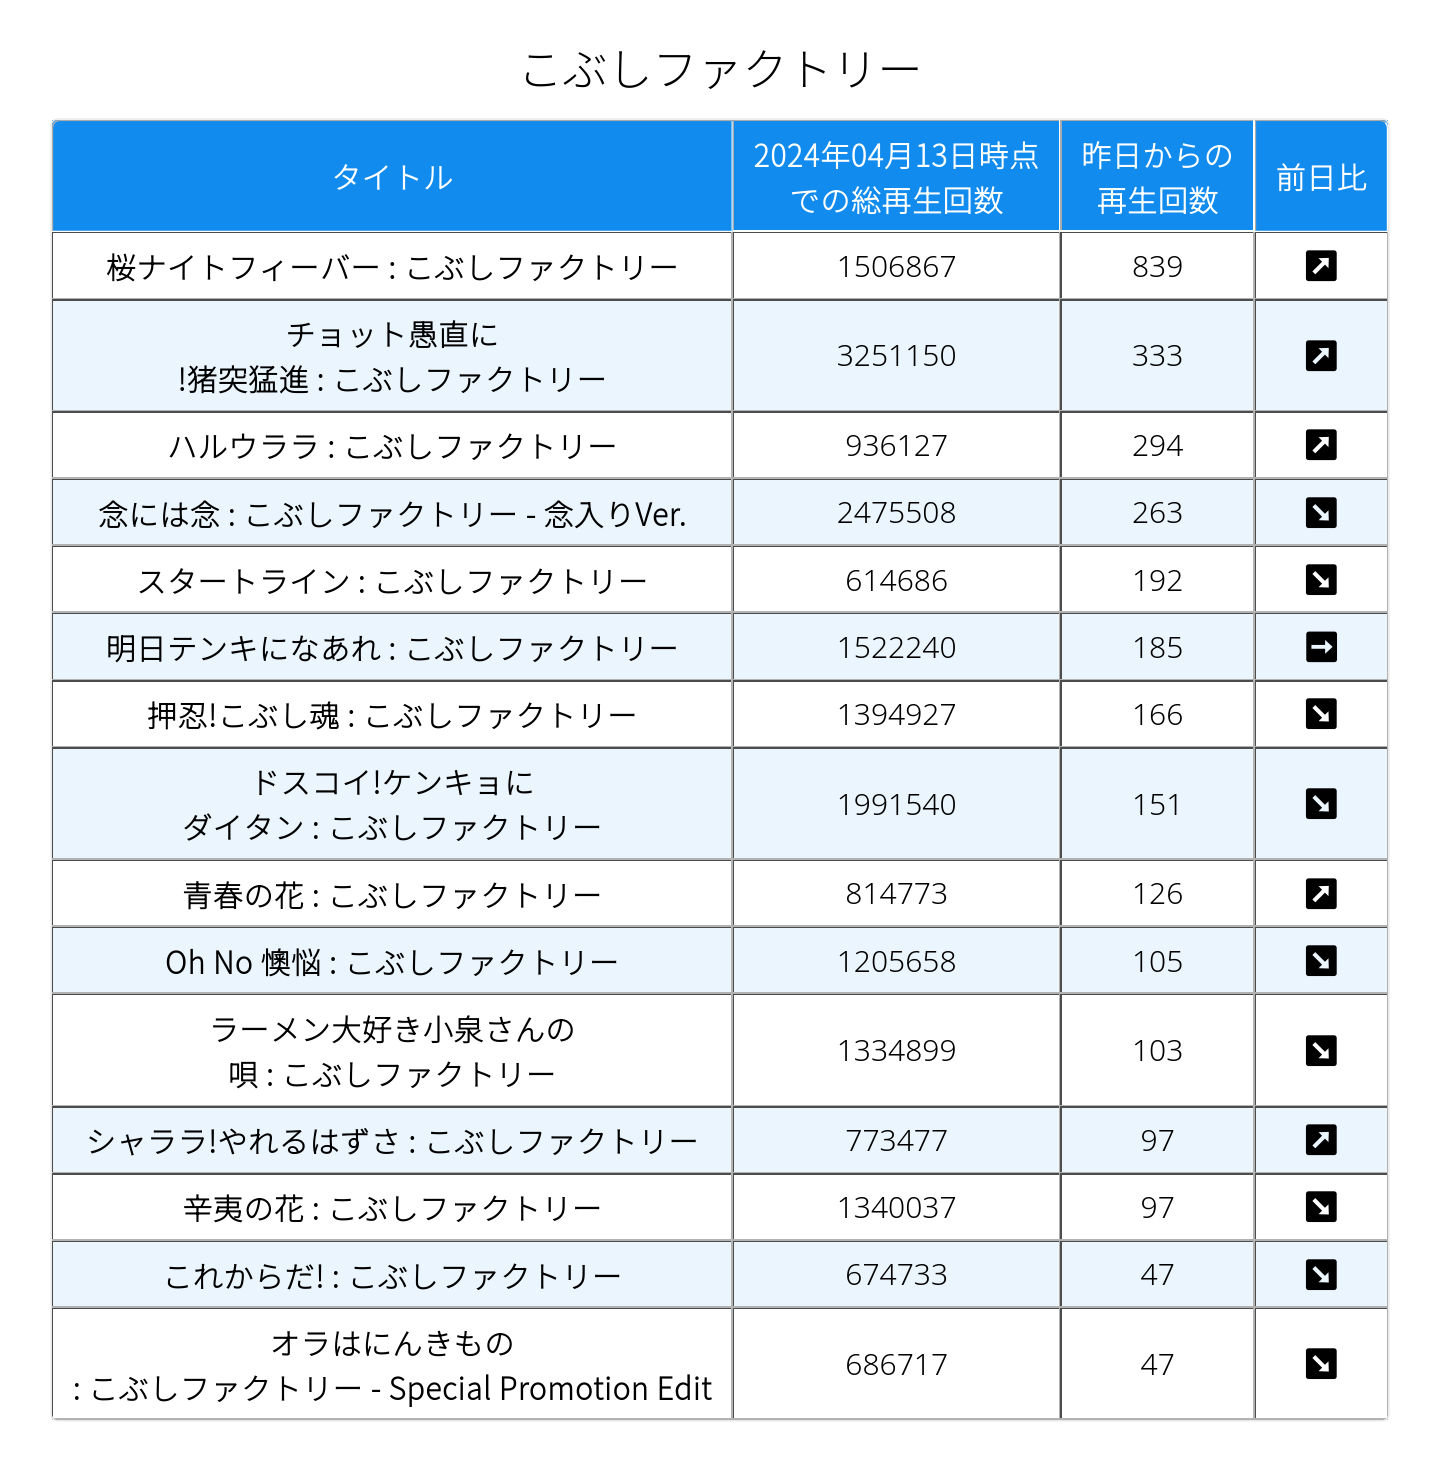 こぶしファクトリー
タイトル
2024年04月13日時点
での総再生回数
昨日からの
再生回数
前日比
桜ナイトフィーバー : こぶしファクトリー 1506867 839 ↗
チョット愚直に
!猪突猛進 : こぶしファクトリー 3251150 333 ↗
ハルウララ : こぶしファクトリー 936127 294 ↗
念には念 : こぶしファクトリー - 念入りVer. 2475508 263 ↘
スタートライン : こぶしファクトリー 614686 192 ↘
明日テンキになあれ : こぶしファクトリー 1522240 185 →
押忍!こぶし魂 : こぶしファクトリー 1394927 166 ↘
ドスコイ!ケンキョに
ダイタン : こぶしファクトリー 1991540 151 ↘
青春の花 : こぶしファクトリー 814773 126 ↗
Oh No 懊悩 : こぶしファクトリー 1205658 105 ↘
ラーメン大好き小泉さんの
唄 : こぶしファクトリー 1334899 103 ↘
シャララ!やれるはずさ : こぶしファクトリー 773477 97 ↗
辛夷の花 : こぶしファクトリー 1340037 97 ↘
これからだ! : こぶしファクトリー 674733 47 ↘
オラはにんきもの
: こぶしファクトリー - Special Promotion Edit 686717 47 ↘